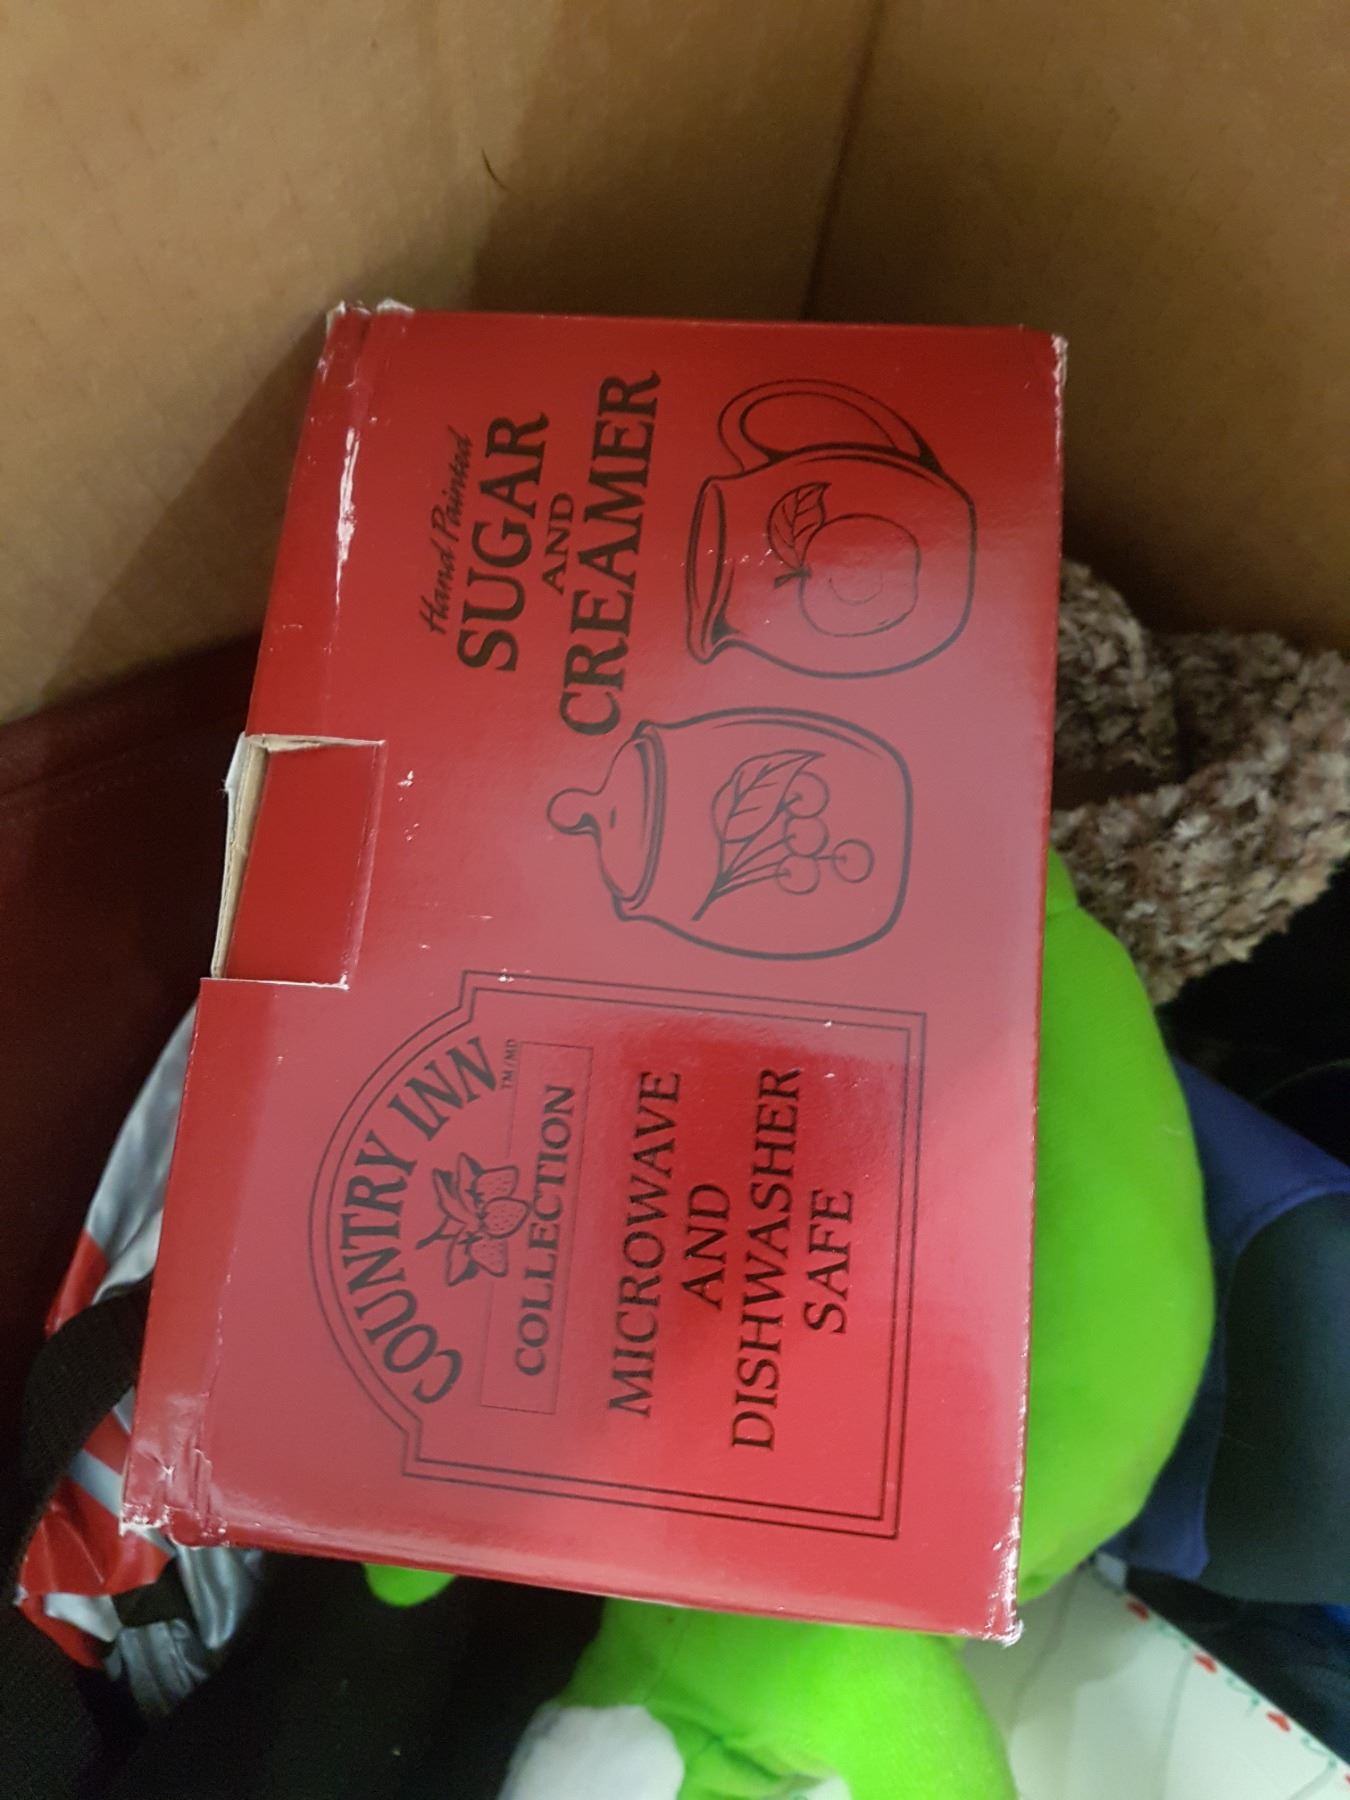 Hand Painted
SUGAR
AND
CREAMER
COUNTRY INN
TM/MD
COLLECTION
MICROWAVE
AND
DISHWASHER
SAFE